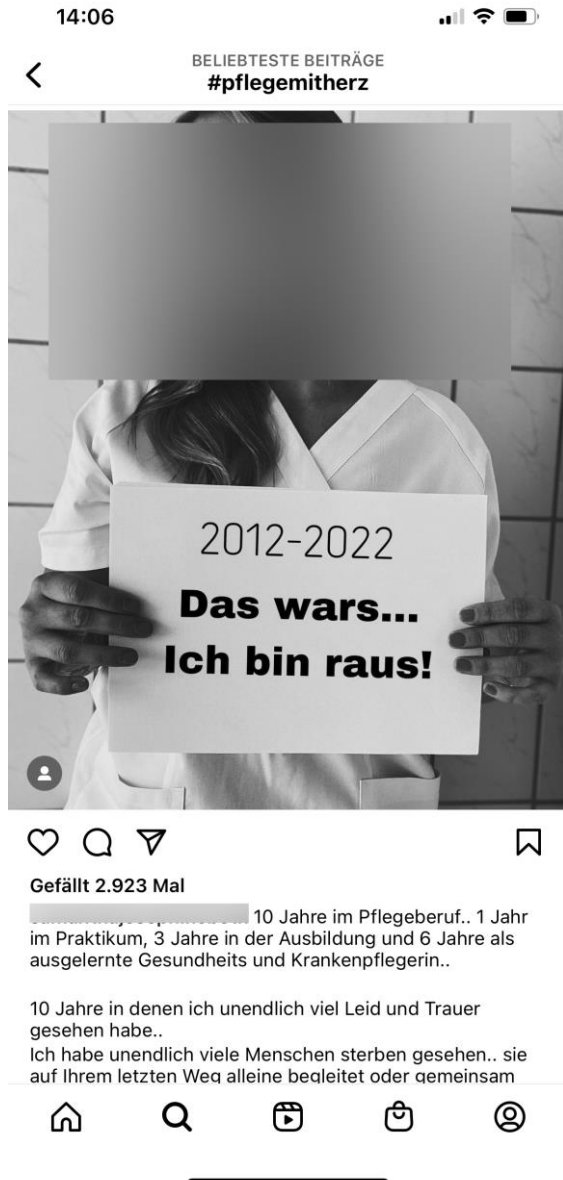 14:06
BELIEBTESTE BEITRÄGE
#pflegemitherz
2012-2022
Das wars...
Ich bin raus!
Gefällt 2.923 Mal
10 Jahre im Pflegeberuf.. 1 Jahr
im Praktikum, 3 Jahre in der Ausbildung und 6 Jahre als
ausgelernte Gesundheits und Krankenpflegerin..
10 Jahre in denen ich unendlich viel Leid und Trauer
gesehen habe..
Ich habe unendlich viele Menschen sterben gesehen.. sie
auf Ihrem letzten Weg alleine begleitet oder gemeinsam